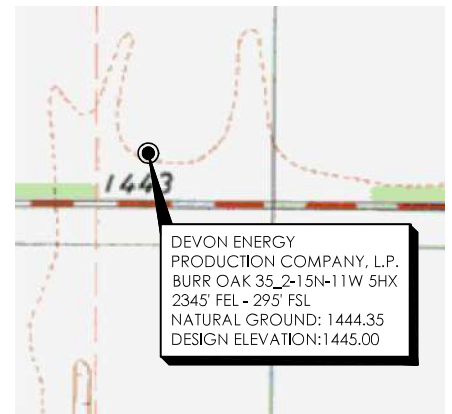 1443
DEVON ENERGY
PRODUCTION COMPANY, L.P.
BURR OAK 35_2-15N-11W 5HX
2345' FEL - 295' FSL
NATURAL GROUND: 1444.35
DESIGN ELEVATION:1445.00